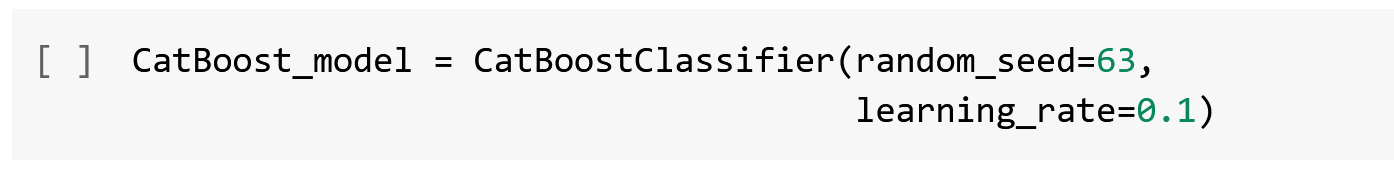 [ ] CatBoost_model = CatBoostClassifier(random_seed=63,
learning_rate=0.1)